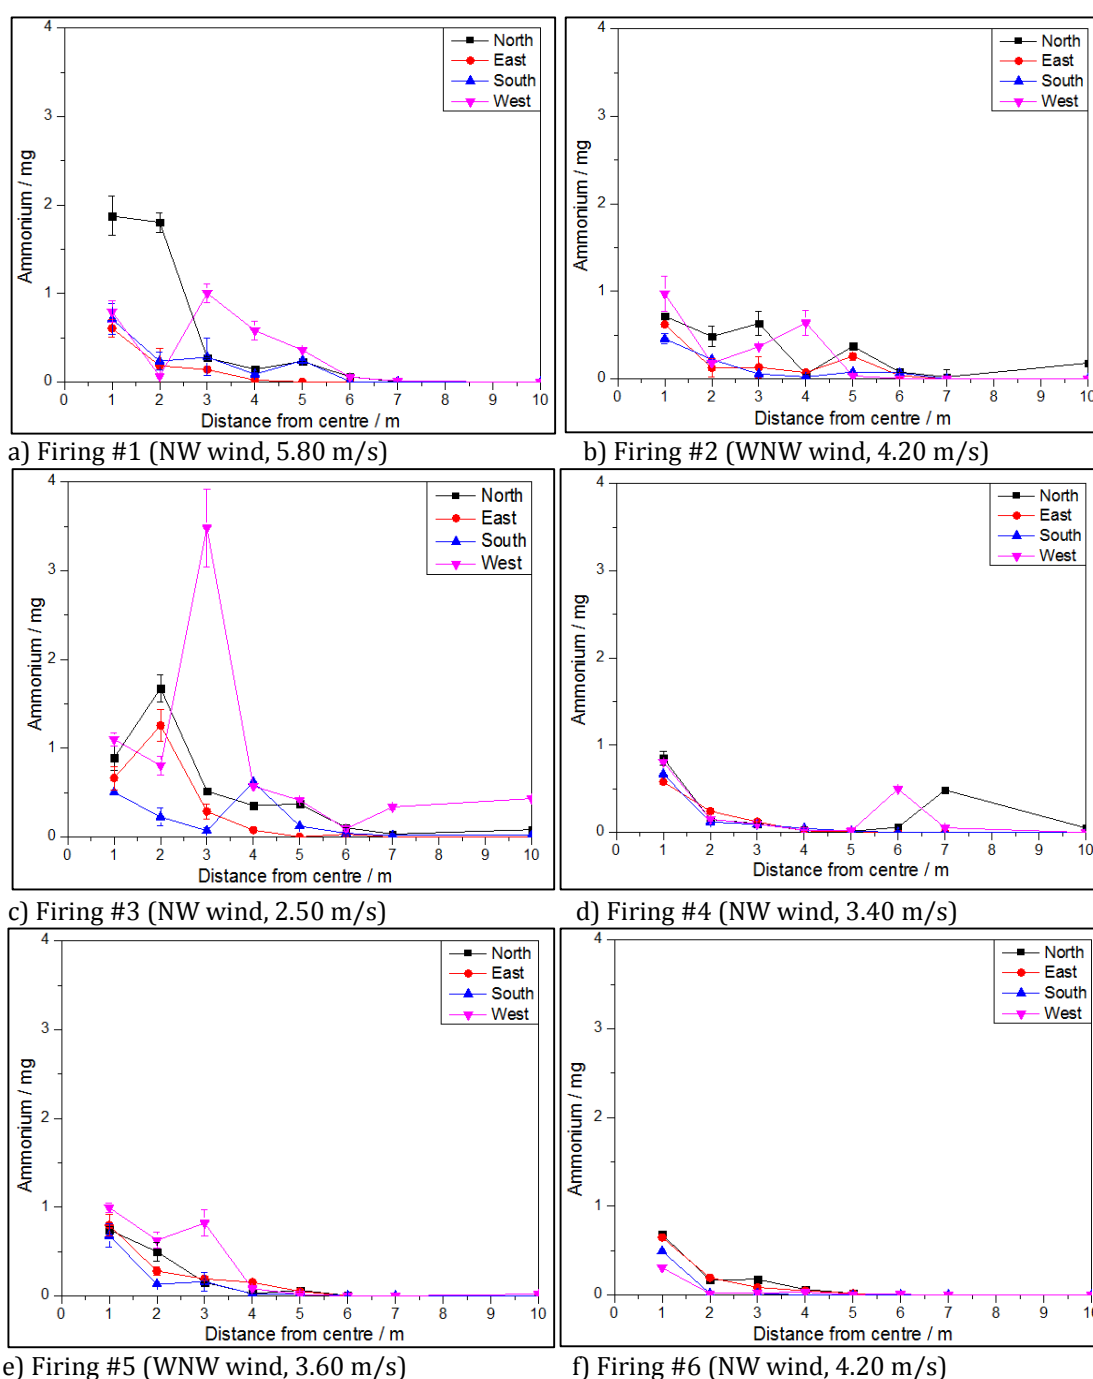 4
3
2
1
0
Ammonium / mg
North
East
South
West
0 1 2 3 4 5 6 7 8 9 10
Distance from centre / m
a) Firing #1 (NW wind, 5.80 m/s)
4
3
2
1
0
Ammonium / mg
North
East
South
West
0 1 2 3 4 5 6 7 8 9 10
Distance from centre / m
b) Firing #2 (WNW wind, 4.20 m/s)
4
3
2
1
0
Ammonium / mg
North
East
South
West
0 1 2 3 4 5 6 7 8 9 10
Distance from centre / m
c) Firing #3 (NW wind, 2.50 m/s)
4
3
2
1
0
Ammonium / mg
North
East
South
West
0 1 2 3 4 5 6 7 8 9 10
Distance from centre / m
d) Firing #4 (NW wind, 3.40 m/s)
4
3
2
1
0
Ammonium / mg
North
East
South
West
0 1 2 3 4 5 6 7 8 9 10
Distance from centre / m
e) Firing #5 (WNW wind, 3.60 m/s)
4
3
2
1
0
Ammonium / mg
North
East
South
West
0 1 2 3 4 5 6 7 8 9 10
Distance from centre / m
f) Firing #6 (NW wind, 4.20 m/s)